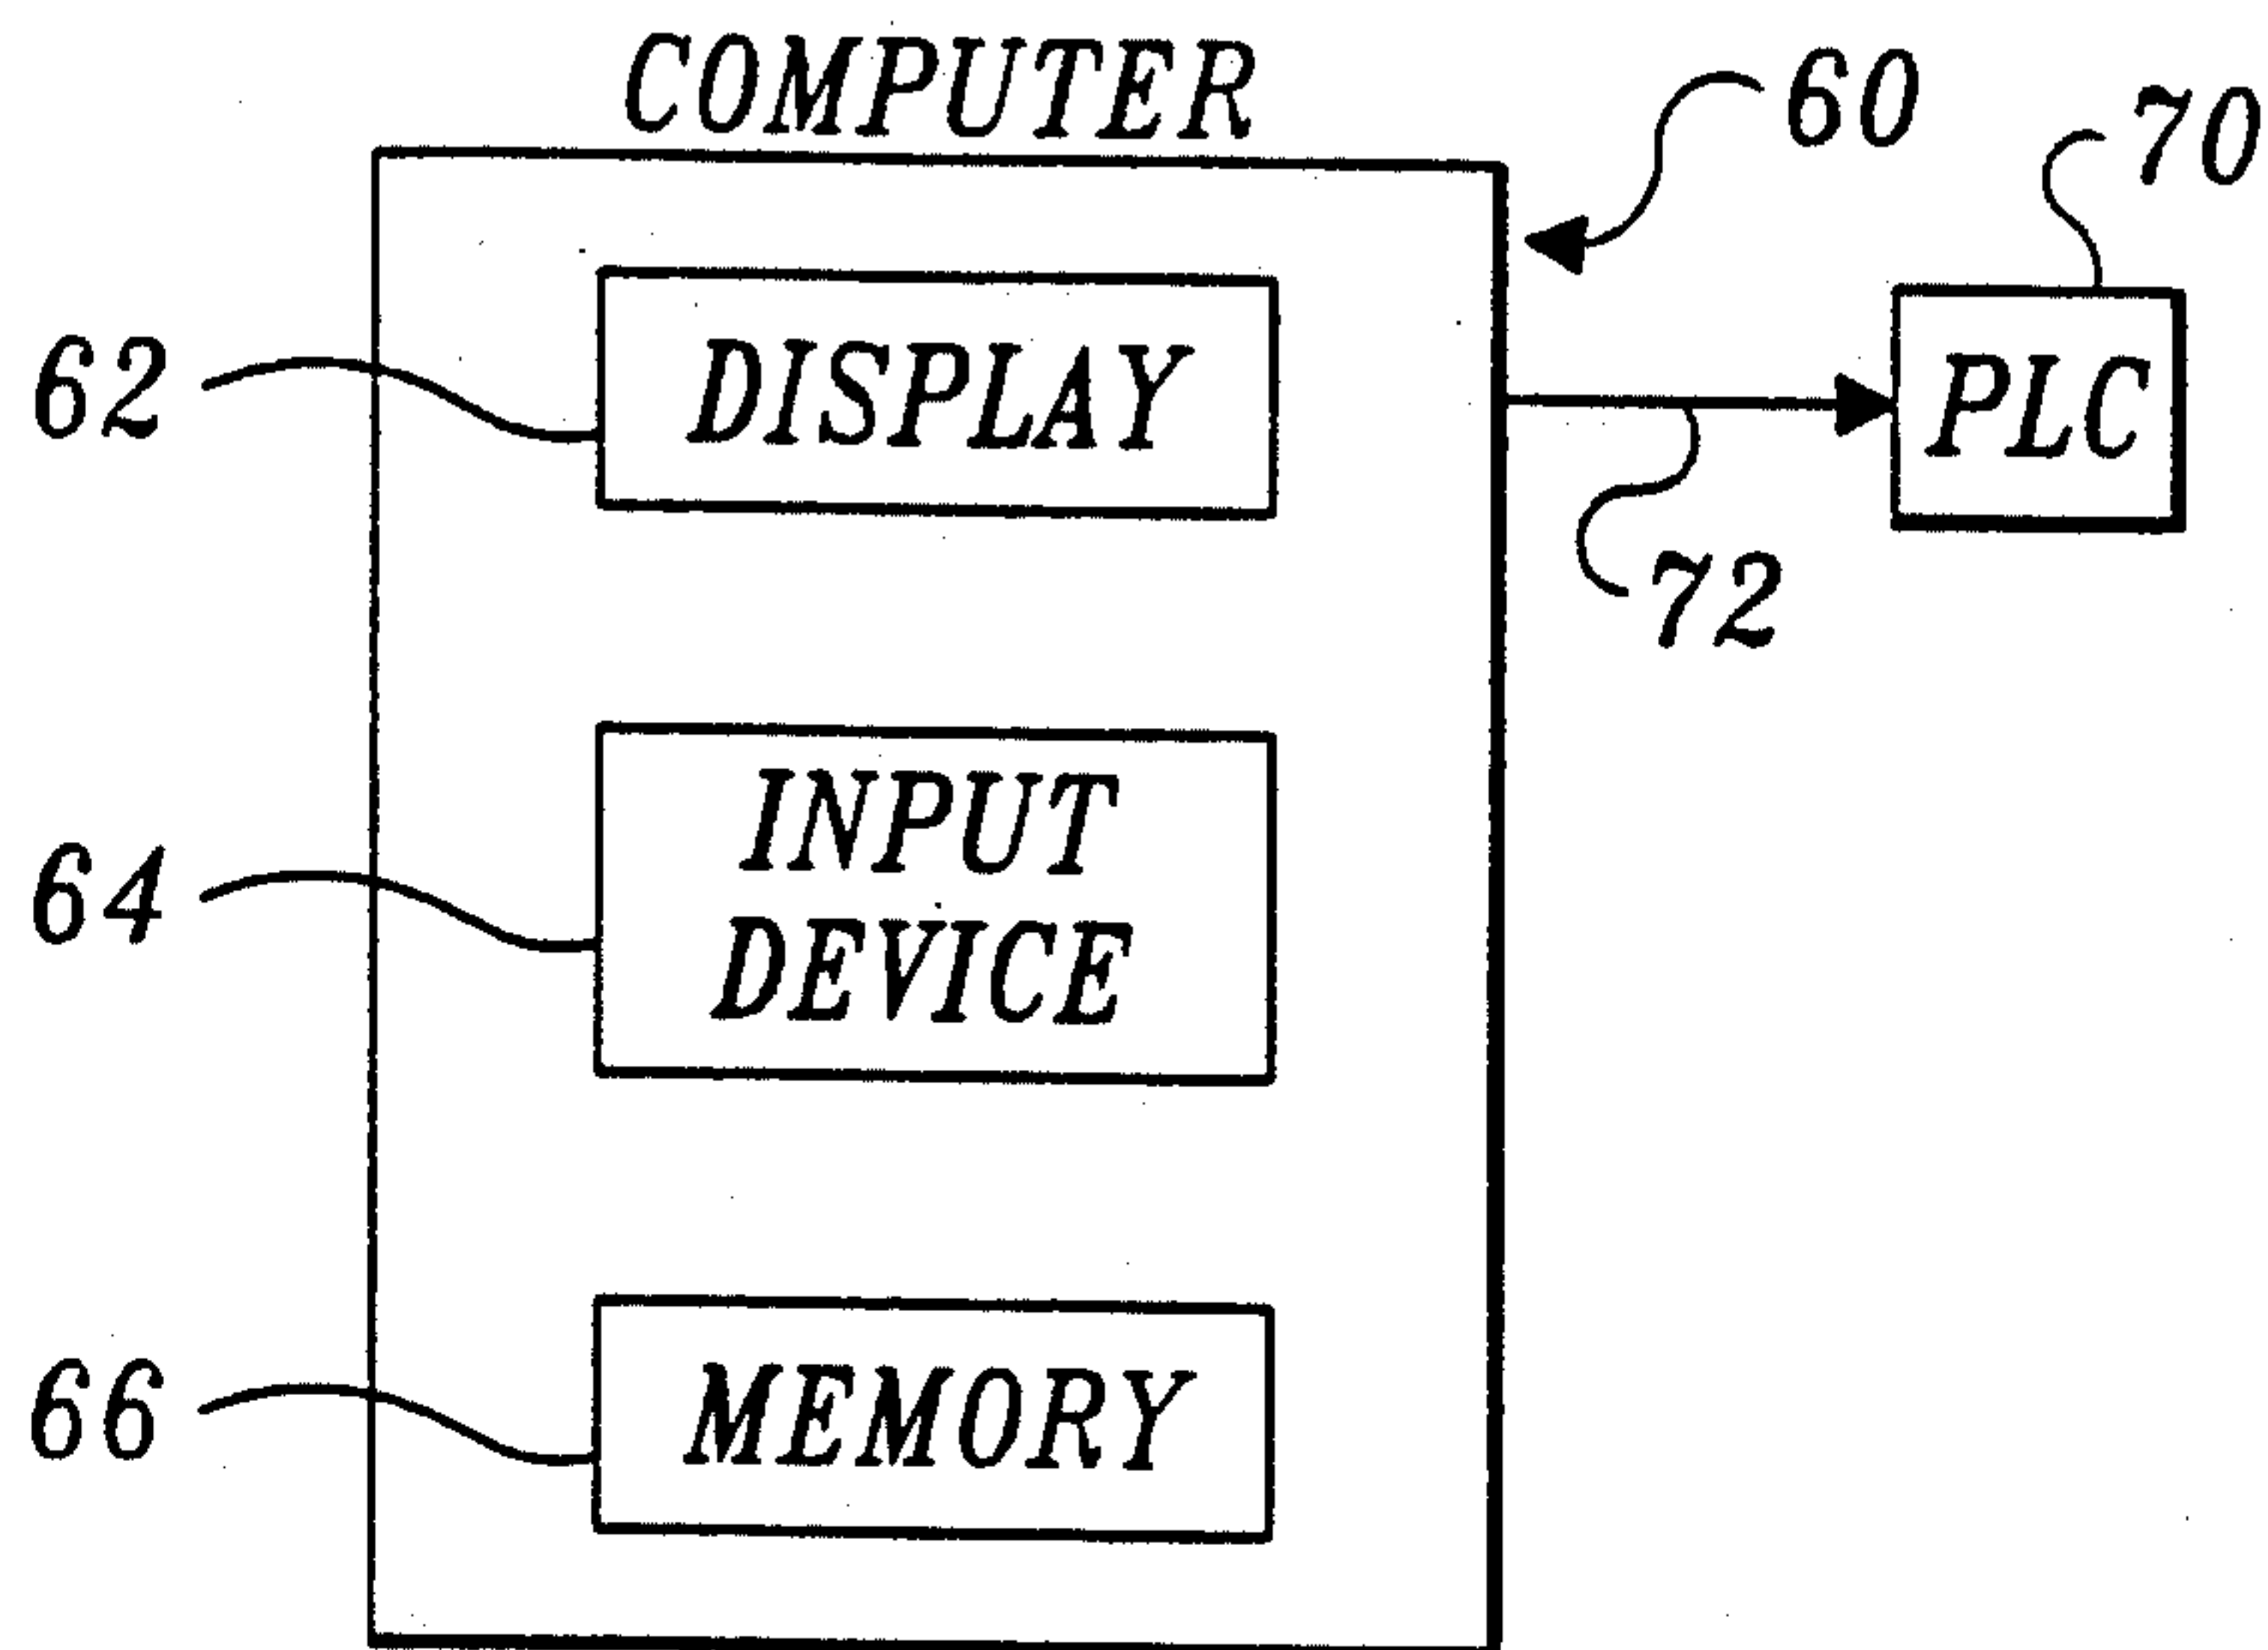 COMPUTER
60
70
62
DISPLAY
PLC
72
64
INPUT
DEVICE
66
MEMORY